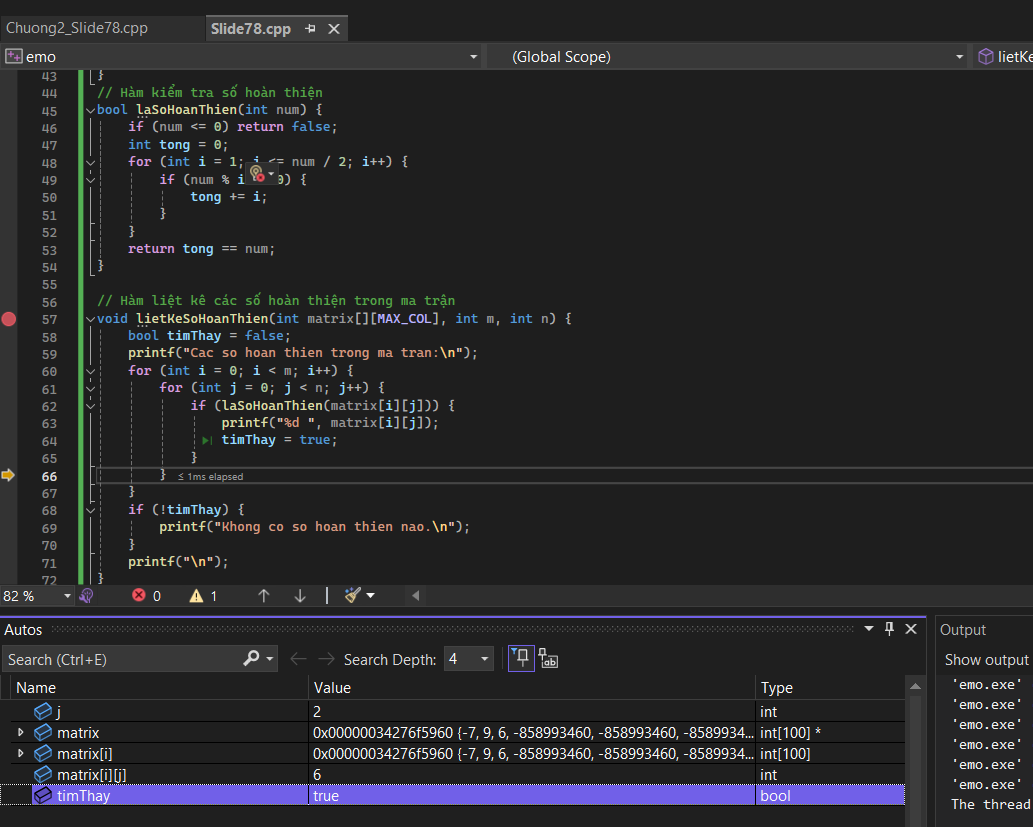 Chuong2_Slide78.cpp
Slide78.cpp
emo
(Global Scope)
lietKe
43 }
44 // Hàm kiểm tra số hoàn thiện
45 bool laSoHoanThien(int num) {
46 if (num <= 0) return false;
47 int tong = 0;
48 for (int i = 1; i <= num / 2; i++) {
49 if (num % i 0) {
50 tong += i;
51 }
52 }
53 return tong == num;
54 }
55
56 // Hàm liệt kê các số hoàn thiện trong ma trận
57 void lietKeSoHoanThien(int matrix[][MAX_COL], int m, int n) {
58 bool timThay = false;
59 printf("Cac so hoan thien trong ma tran:\n");
60 for (int i = 0; i < m; i++) {
61 for (int j = 0; j < n; j++) {
62 if (laSoHoanThien(matrix[i][j])) {
63 printf("%d ", matrix[i][j]);
64 timThay = true;
65 }
66 } ≤ 1ms elapsed
67 }
68 if (!timThay) {
69 printf("Khong co so hoan thien nao.\n");
70 }
71 printf("\n");
72 }
82 % 0 1
Autos
Search (Ctrl+E) Search Depth: 4
Name Value Type
j 2 int
matrix 0x00000034276f5960 {-7, 9, 6, -858993460, -858993460, -8589934... int[100] *
matrix[i] 0x00000034276f5960 {-7, 9, 6, -858993460, -858993460, -8589934... int[100]
matrix[i][j] 6 int
timThay true bool
Output
Show output
'emo.exe'
'emo.exe'
'emo.exe'
'emo.exe'
'emo.exe'
'emo.exe'
The thread